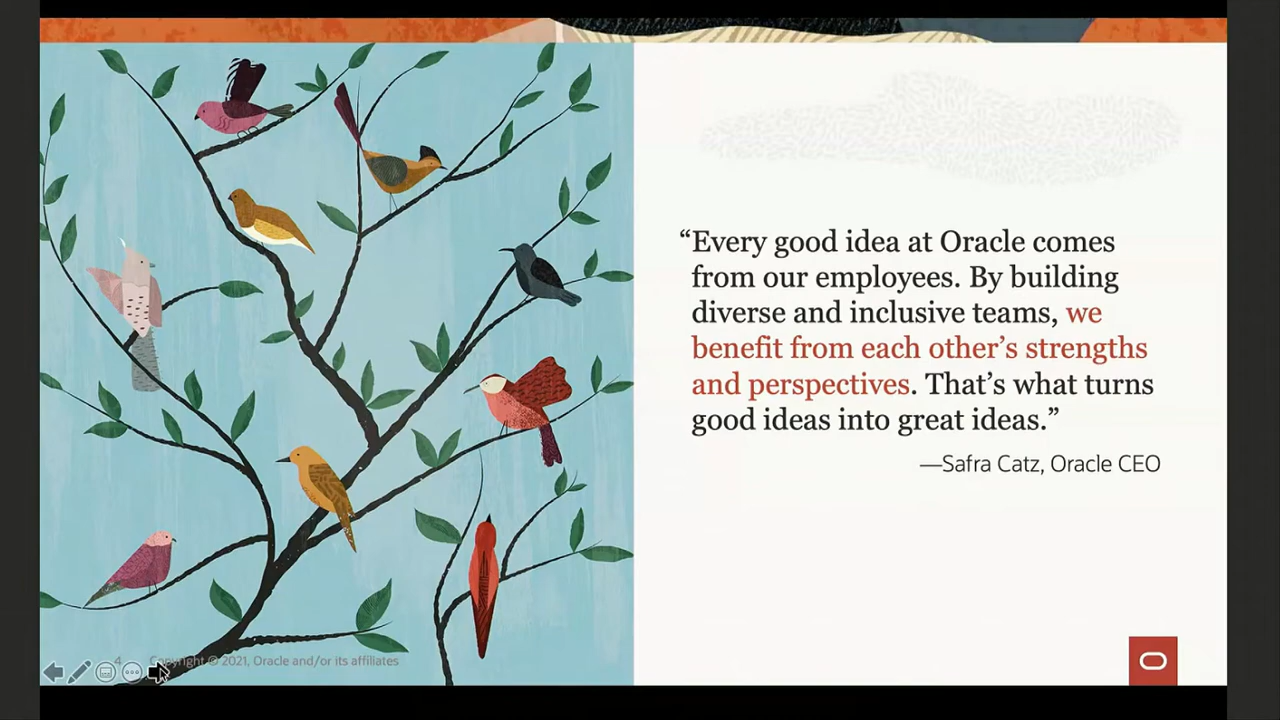 “Every good idea at Oracle comes
from our employees. By building
diverse and inclusive teams, we
benefit from each other’s strengths
and perspectives. That’s what turns
good ideas into great ideas.”
—Safra Catz, Oracle CEO
4 Copyright © 2021, Oracle and/or its affiliates